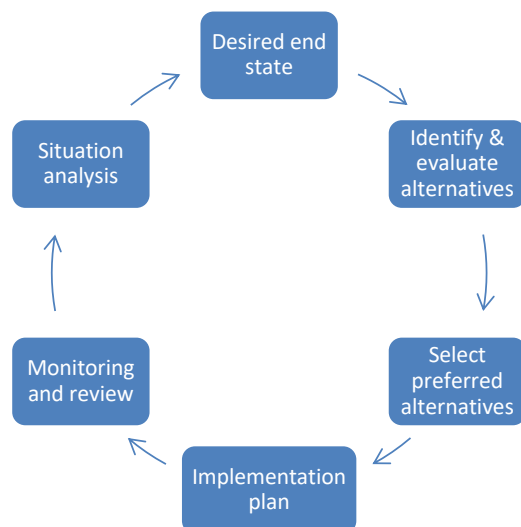 Desired end
state
Identify &
evaluate
alternatives
Select
preferred
alternatives
Implementation
plan
Monitoring
and review
Situation
analysis